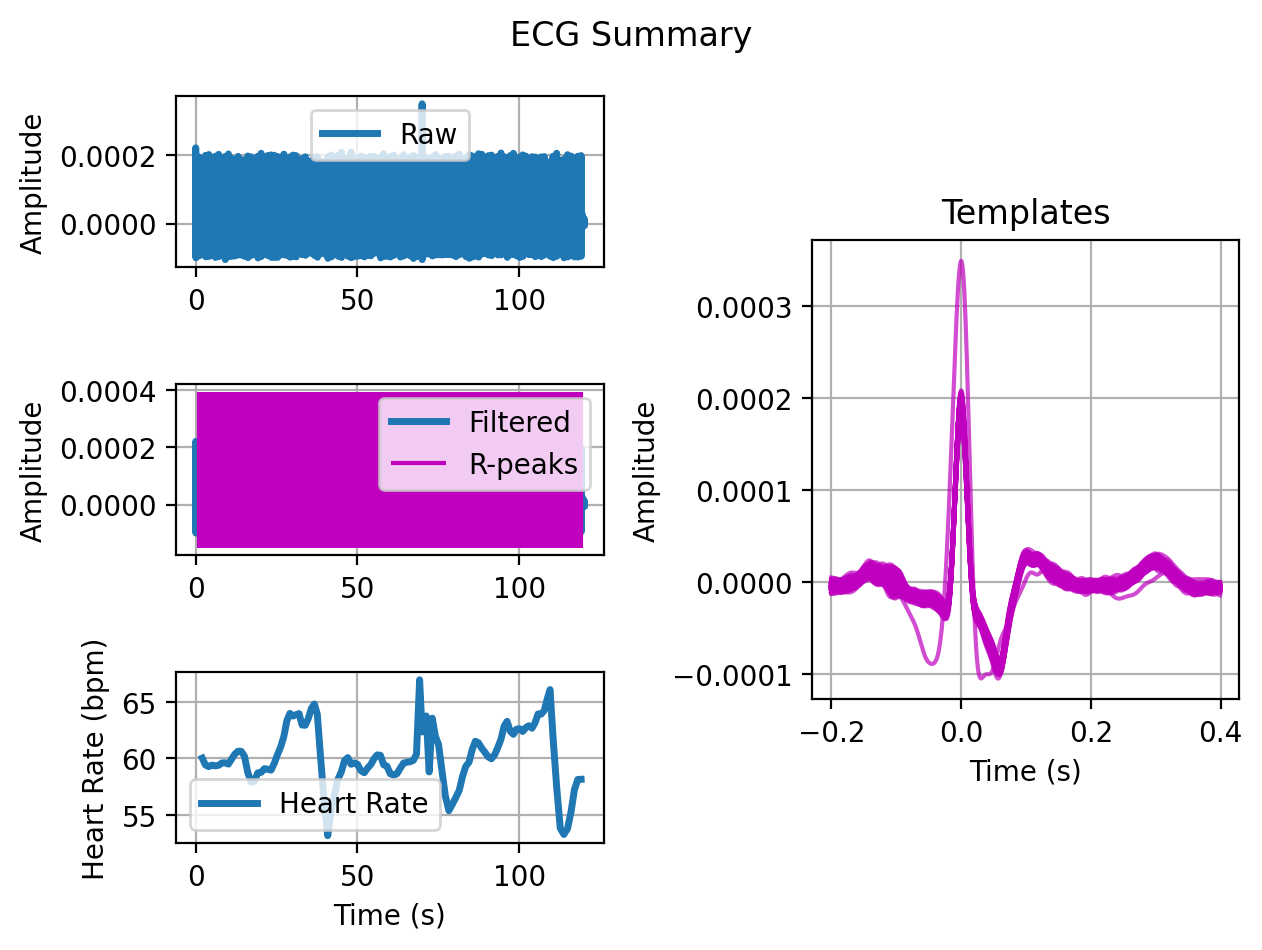 ECG Summary
Amplitude
0.0002
0.0000
Raw
0
50
100
Amplitude
0.0004
0.0002
0.0000
Filtered
R-peaks
0
50
100
Heart Rate (bpm)
65
60
55
Heart Rate
0
50
100
Time (s)
Templates
Amplitude
0.0003
0.0002
0.0001
0.0000
−0.0001
−0.2
0.0
0.2
0.4
Time (s)